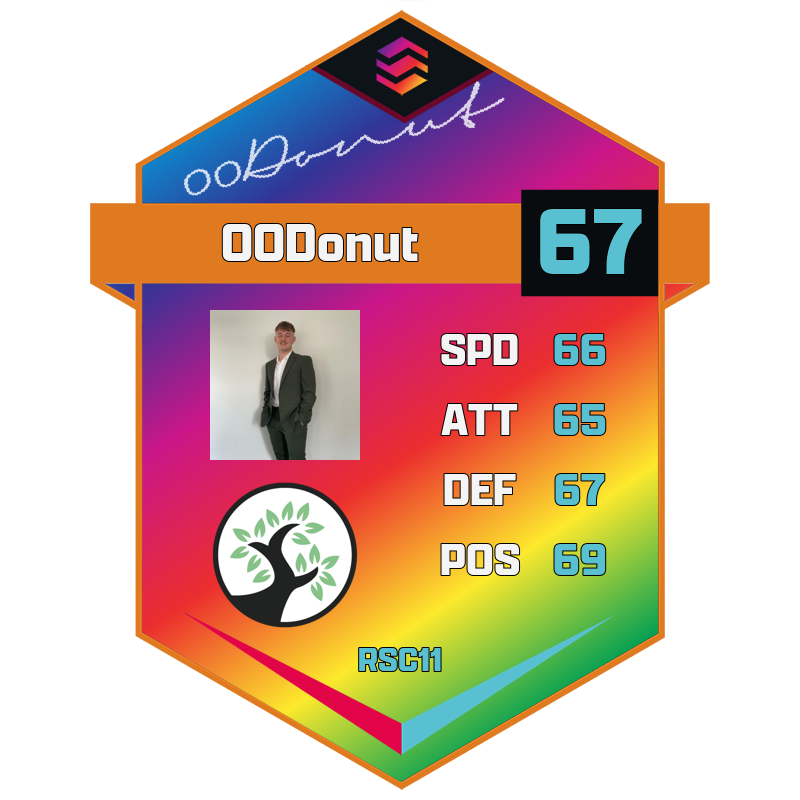 OODonut
OODonut 67
SPD 66
ATT 65
DEF 67
POS 69
RSC11